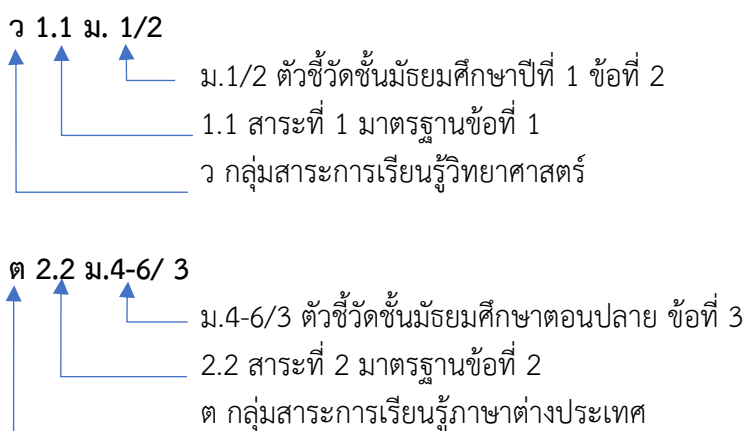 ว 1.1 ม. 1/2
ม.1/2 ตัวชี้วัดชั้นมัธยมศึกษาปีที่ 1 ข้อที่ 2
1.1 สาระที่ 1 มาตรฐานข้อที่ 1
ว กลุ่มสาระการเรียนรู้วิทยาศาสตร์
ต 2.2 ม.4-6/ 3
ม.4-6/3 ตัวชี้วัดชั้นมัธยมศึกษาตอนปลาย ข้อที่ 3
2.2 สาระที่ 2 มาตรฐานข้อที่ 2
ต กลุ่มสาระการเรียนรู้ภาษาต่างประเทศ